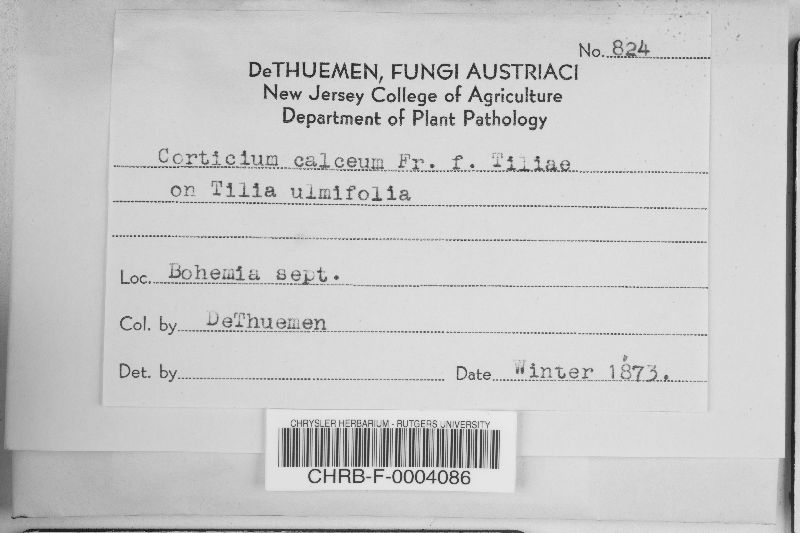 No. 824
DeTHUEMEN, FUNGI AUSTRIACI
New Jersey College of Agriculture
Department of Plant Pathology
Corticium calceum Fr. f. Tiliae
on Tilia ulmifolia
Loc. Bohemia sept.
Col. by DeThuemen
Det. by
Date Winter 1873.
CHRYSLER HERBARIUM - RUTGERS UNIVERSITY
CHRB-F-0004086